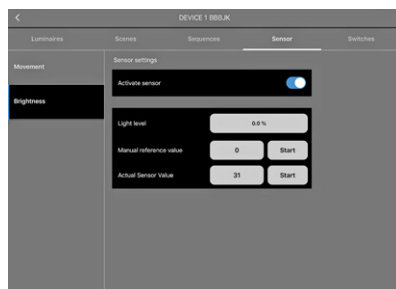 DEVICE 1 BB0JK
Luminaires Scenes Sequences Sensor Switches
Movement
Brightness
Sensor settings
Activate sensor
Light level 0.0 %
Manual reference value 0 Start
Actual Sensor Value 31 Start